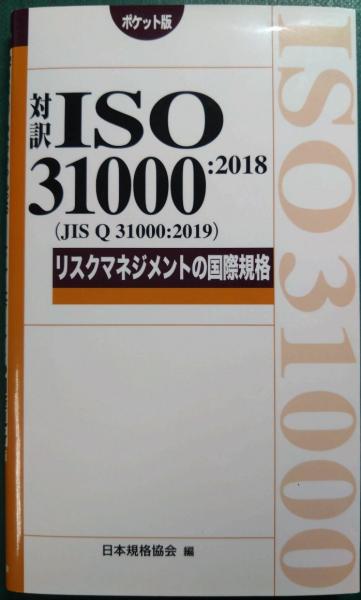 ポケット版
対訳 ISO
31000:2018
(JIS Q 31000:2019)
リスクマネジメントの国際規格
日本規格協会 編
ISO 31000